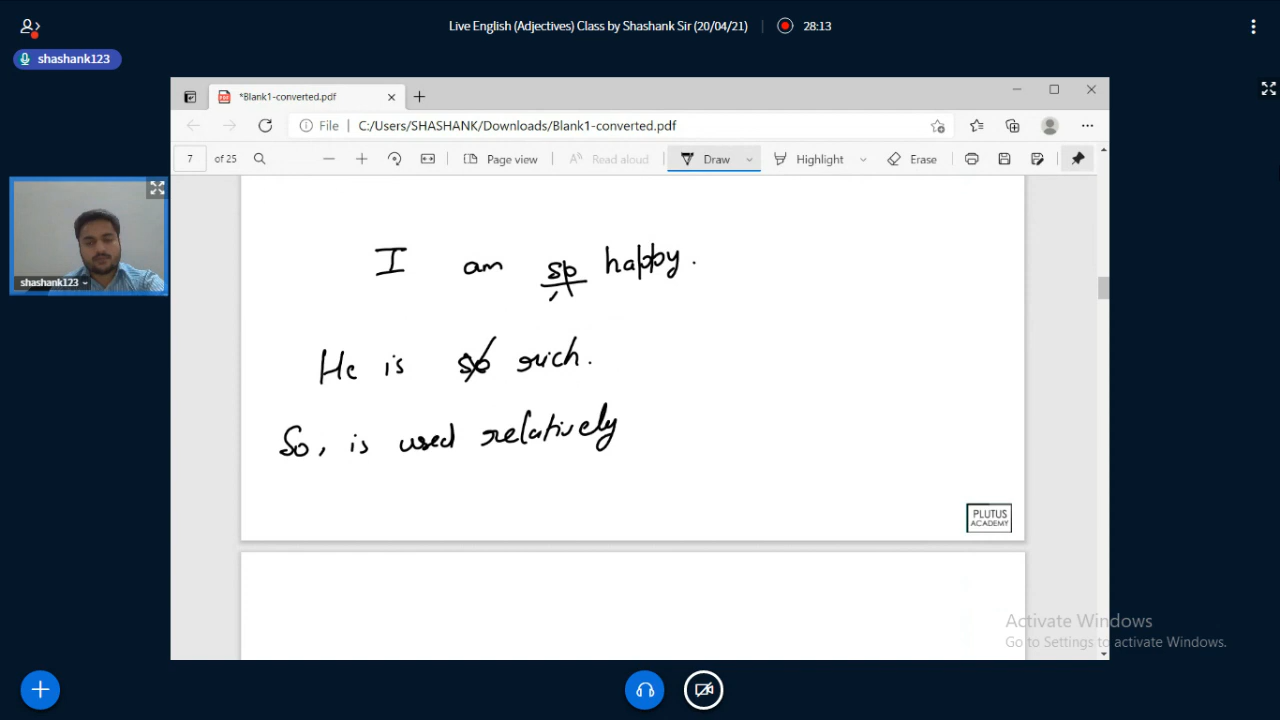 Live English (Adjectives) Class by Shashank Sir (20/04/21)
28:13
shashank123
*Blank1-converted.pdf
File
C:/Users/SHASHANK/Downloads/Blank1-converted.pdf
7 of 25
Page view
Read aloud
Draw
Highlight
Erase
shashank123
I am so happy.
He is so rich.
So, is used relatively
PLUTUS
ACADEMY
Activate Windows
Go to Settings to activate Windows.